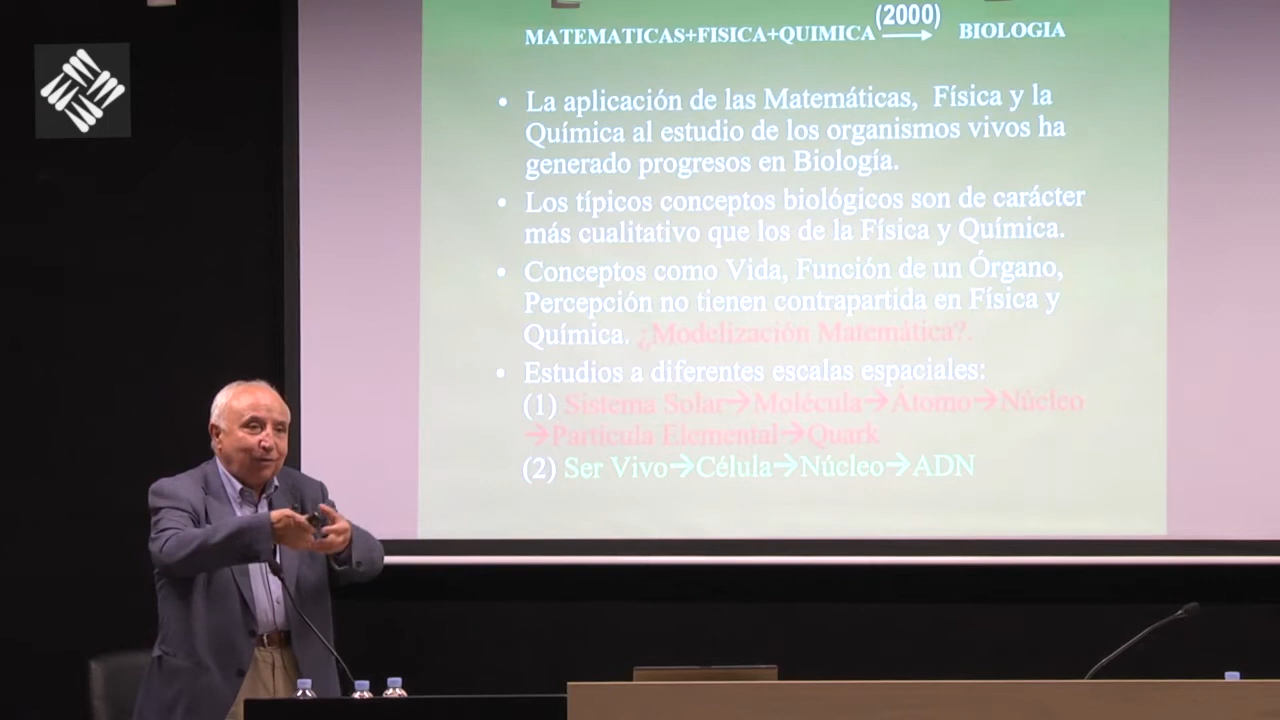 (2000)
MATEMATICAS+FISICA+QUIMICA → BIOLOGIA
• La aplicación de las Matemáticas, Física y la
Química al estudio de los organismos vivos ha
generado progresos en Biología.
• Los típicos conceptos biológicos son de carácter
más cualitativo que los de la Física y Química.
• Conceptos como Vida, Función de un Órgano,
Percepción no tienen contrapartida en Física y
Química. ¿Modelización Matemática?.
• Estudios a diferentes escalas espaciales:
(1) Sistema Solar→Molécula→Átomo→Núcleo
→Partícula Elemental→Quark
(2) Ser Vivo→Célula→Núcleo→ADN